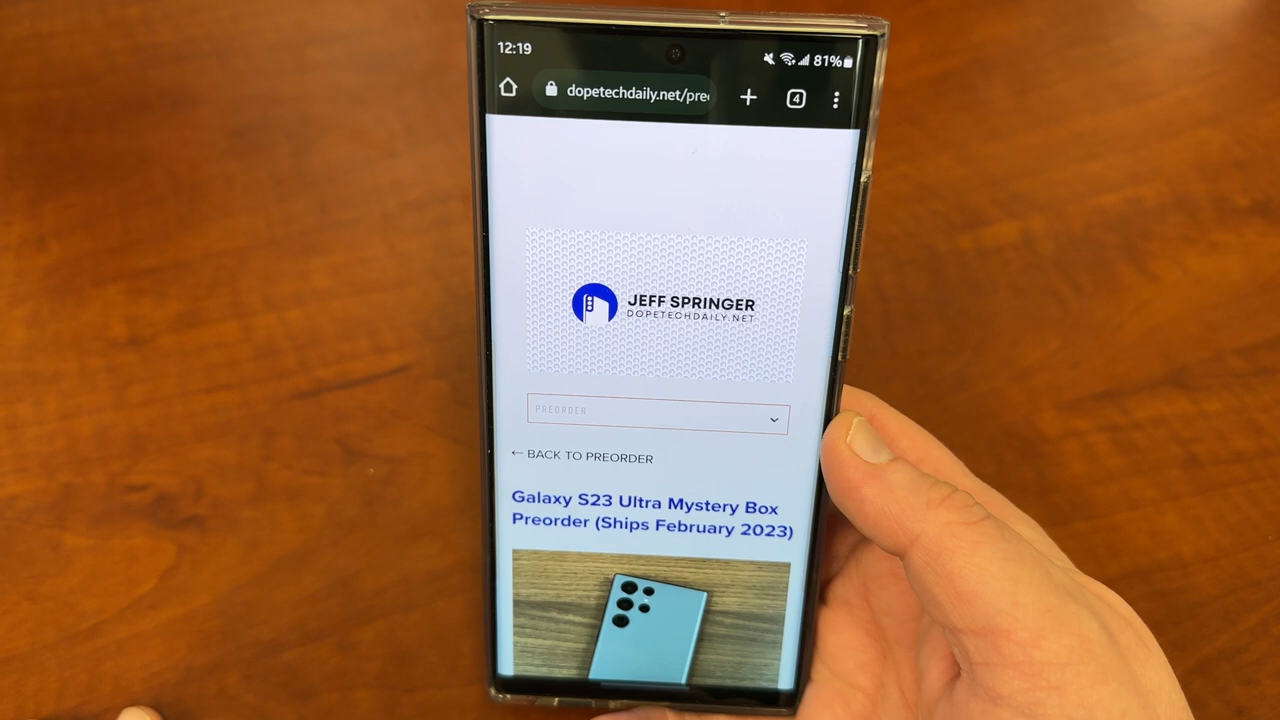 12:19
81%
dopetechdaily.net/pre
4
JEFF SPRINGER
DOPETECHDAILY.NET
PREORDER
← BACK TO PREORDER
Galaxy S23 Ultra Mystery Box
Preorder (Ships February 2023)